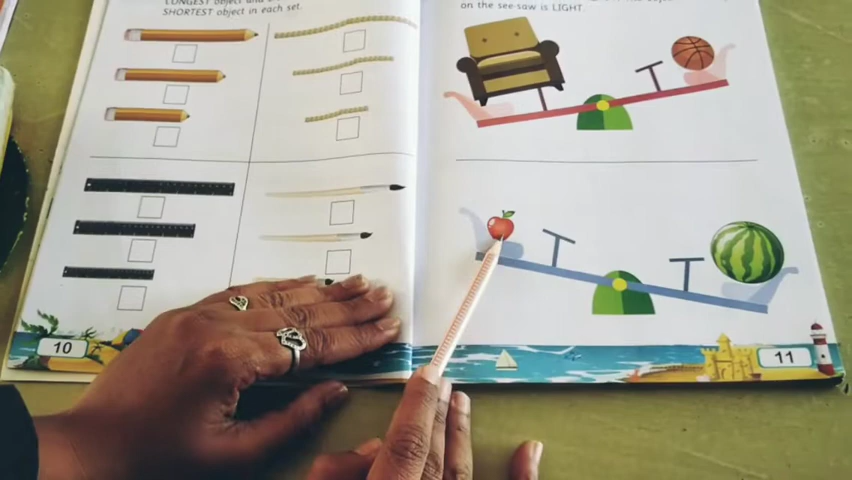 LONGEST object and
SHORTEST object in each set.
on the see-saw is LIGHT.
10
11